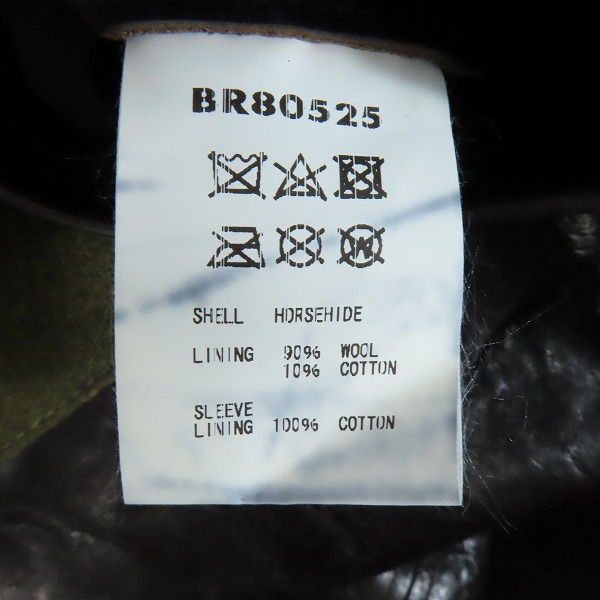 BR80525
W
SHELL HORSEHIDE
LINING 90% WOOL
10% COTTON
SLEEVE
LINING 100% COTTON